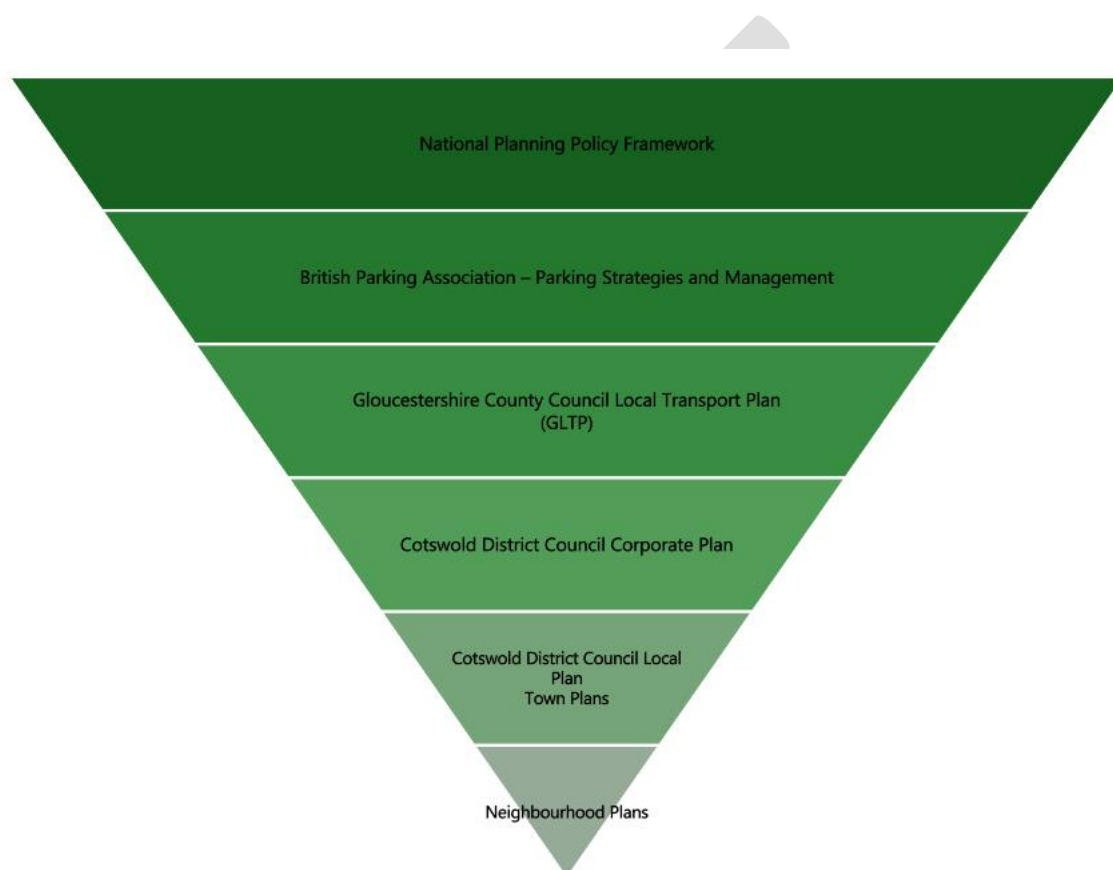 National Planning Policy Framework
British Parking Association – Parking Strategies and Management
Gloucestershire County Council Local Transport Plan
(GLTP)
Cotswold District Council Corporate Plan
Cotswold District Council Local
Plan
Town Plans
Neighbourhood Plans